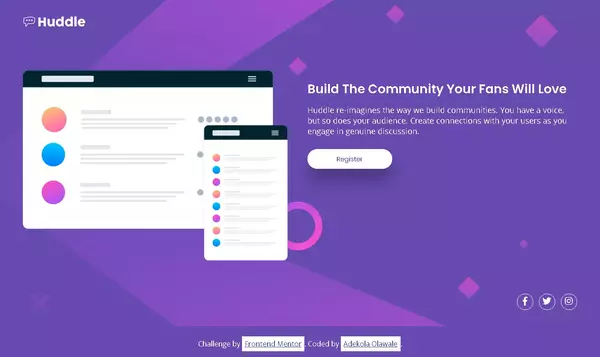 Huddle
Build The Community Your Fans Will Love
Huddle re-imagines the way we build communities. You have a voice,
but so does your audience. Create connections with your users as you
engage in genuine discussion.
Register
Challenge by Frontend Mentor. Coded by Adekola Olawale.